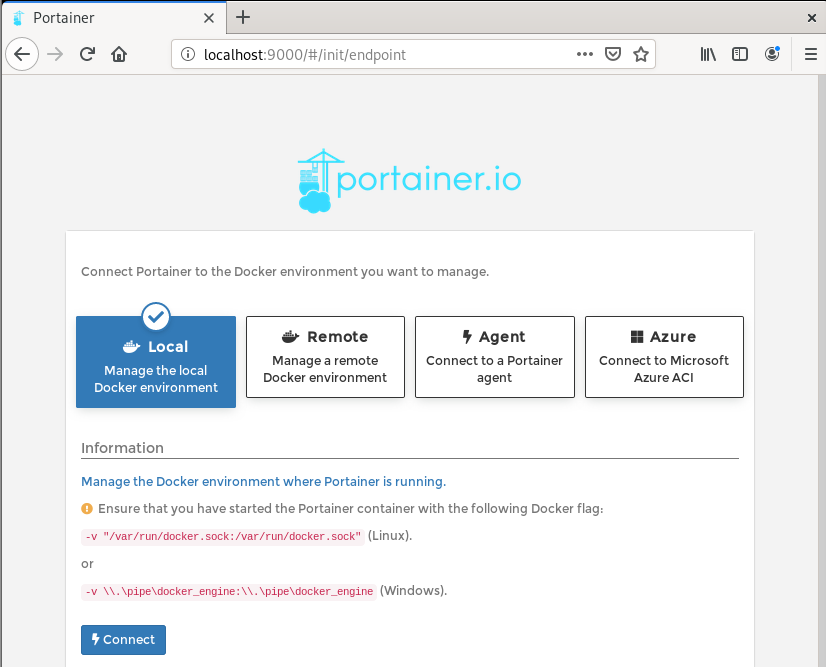 Portainer
localhost:9000/#/init/endpoint
portainer.io
Connect Portainer to the Docker environment you want to manage.
Local
Manage the local
Docker environment
Remote
Manage a remote
Docker environment
Agent
Connect to a Portainer
agent
Azure
Connect to Microsoft
Azure ACI
Information
Manage the Docker environment where Portainer is running.
Ensure that you have started the Portainer container with the following Docker flag:
-v "/var/run/docker.sock:/var/run/docker.sock" (Linux).
or
-v \\.\pipe\docker_engine:\\.\pipe\docker_engine (Windows).
Connect